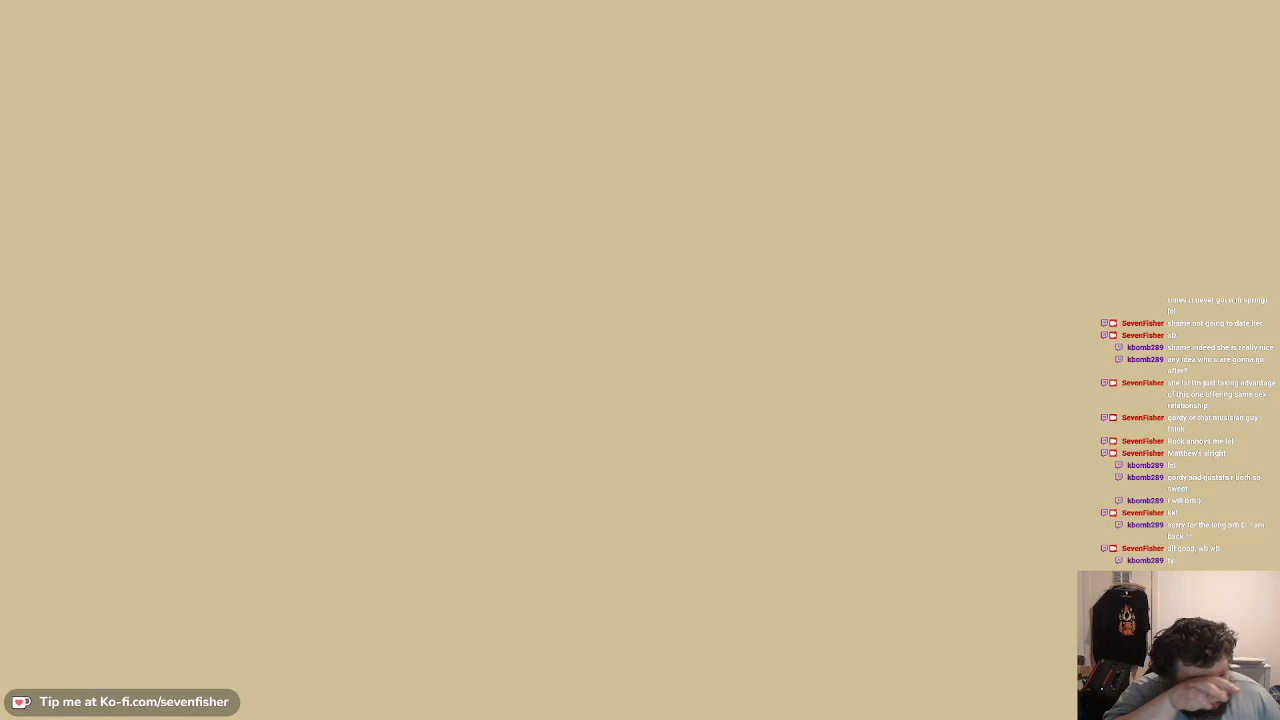 lol
SevenFisher shame not going to date her
SevenFisher xD
kbomb289 shame indeed she is really nice
kbomb289 any idea who u are gonna go
after?
SevenFisher she is! I'm just taking advantage
of this one offering same sex
relationship
SevenFisher gordy or that musician guy i
think
SevenFisher Rock annoys me lol
SevenFisher Matthew's alright
kbomb289 lol
kbomb289 gordy and gustafa r both so
sweet
kbomb289 i will brb :)
SevenFisher kk!
kbomb289 sorry for the long brb D: i am
back ^^
SevenFisher all good, wb wb
kbomb289 ty
Tip me at Ko-fi.com/sevenfisher